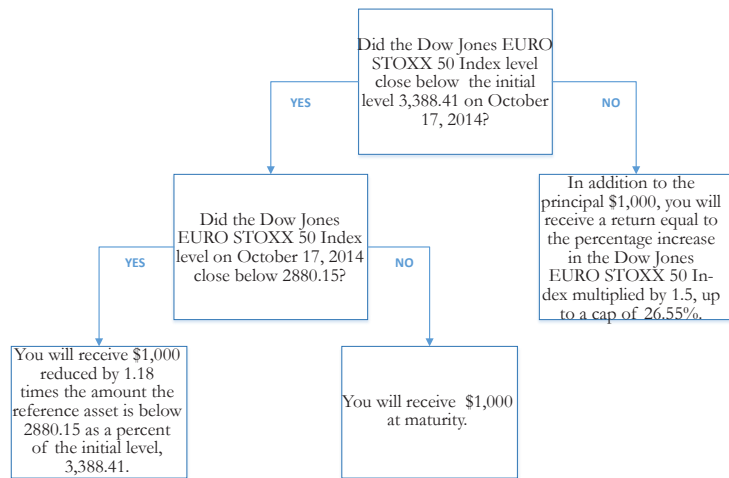 Did the Dow Jones EURO
STOXX 50 Index level
close below the initial
level 3,388.41 on October
17, 2014?
YES
NO
Did the Dow Jones
EURO STOXX 50 Index
level on October 17, 2014
close below 2880.15?
In addition to the
principal $1,000, you will
receive a return equal to
the percentage increase
in the Dow Jones
EURO STOXX 50 In-
dex multiplied by 1.5, up
to a cap of 26.55%.
YES
NO
You will receive $1,000
reduced by 1.18
times the amount the
reference asset is below
2880.15 as a percent
of the initial level,
3,388.41.
You will receive $1,000
at maturity.